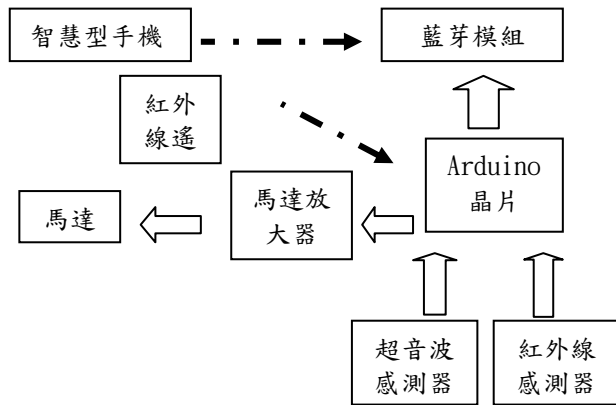 智慧型手機
藍芽模組
紅外
線遙
Arduino
晶片
馬達放
大器
馬達
超音波
感測器
紅外線
感測器